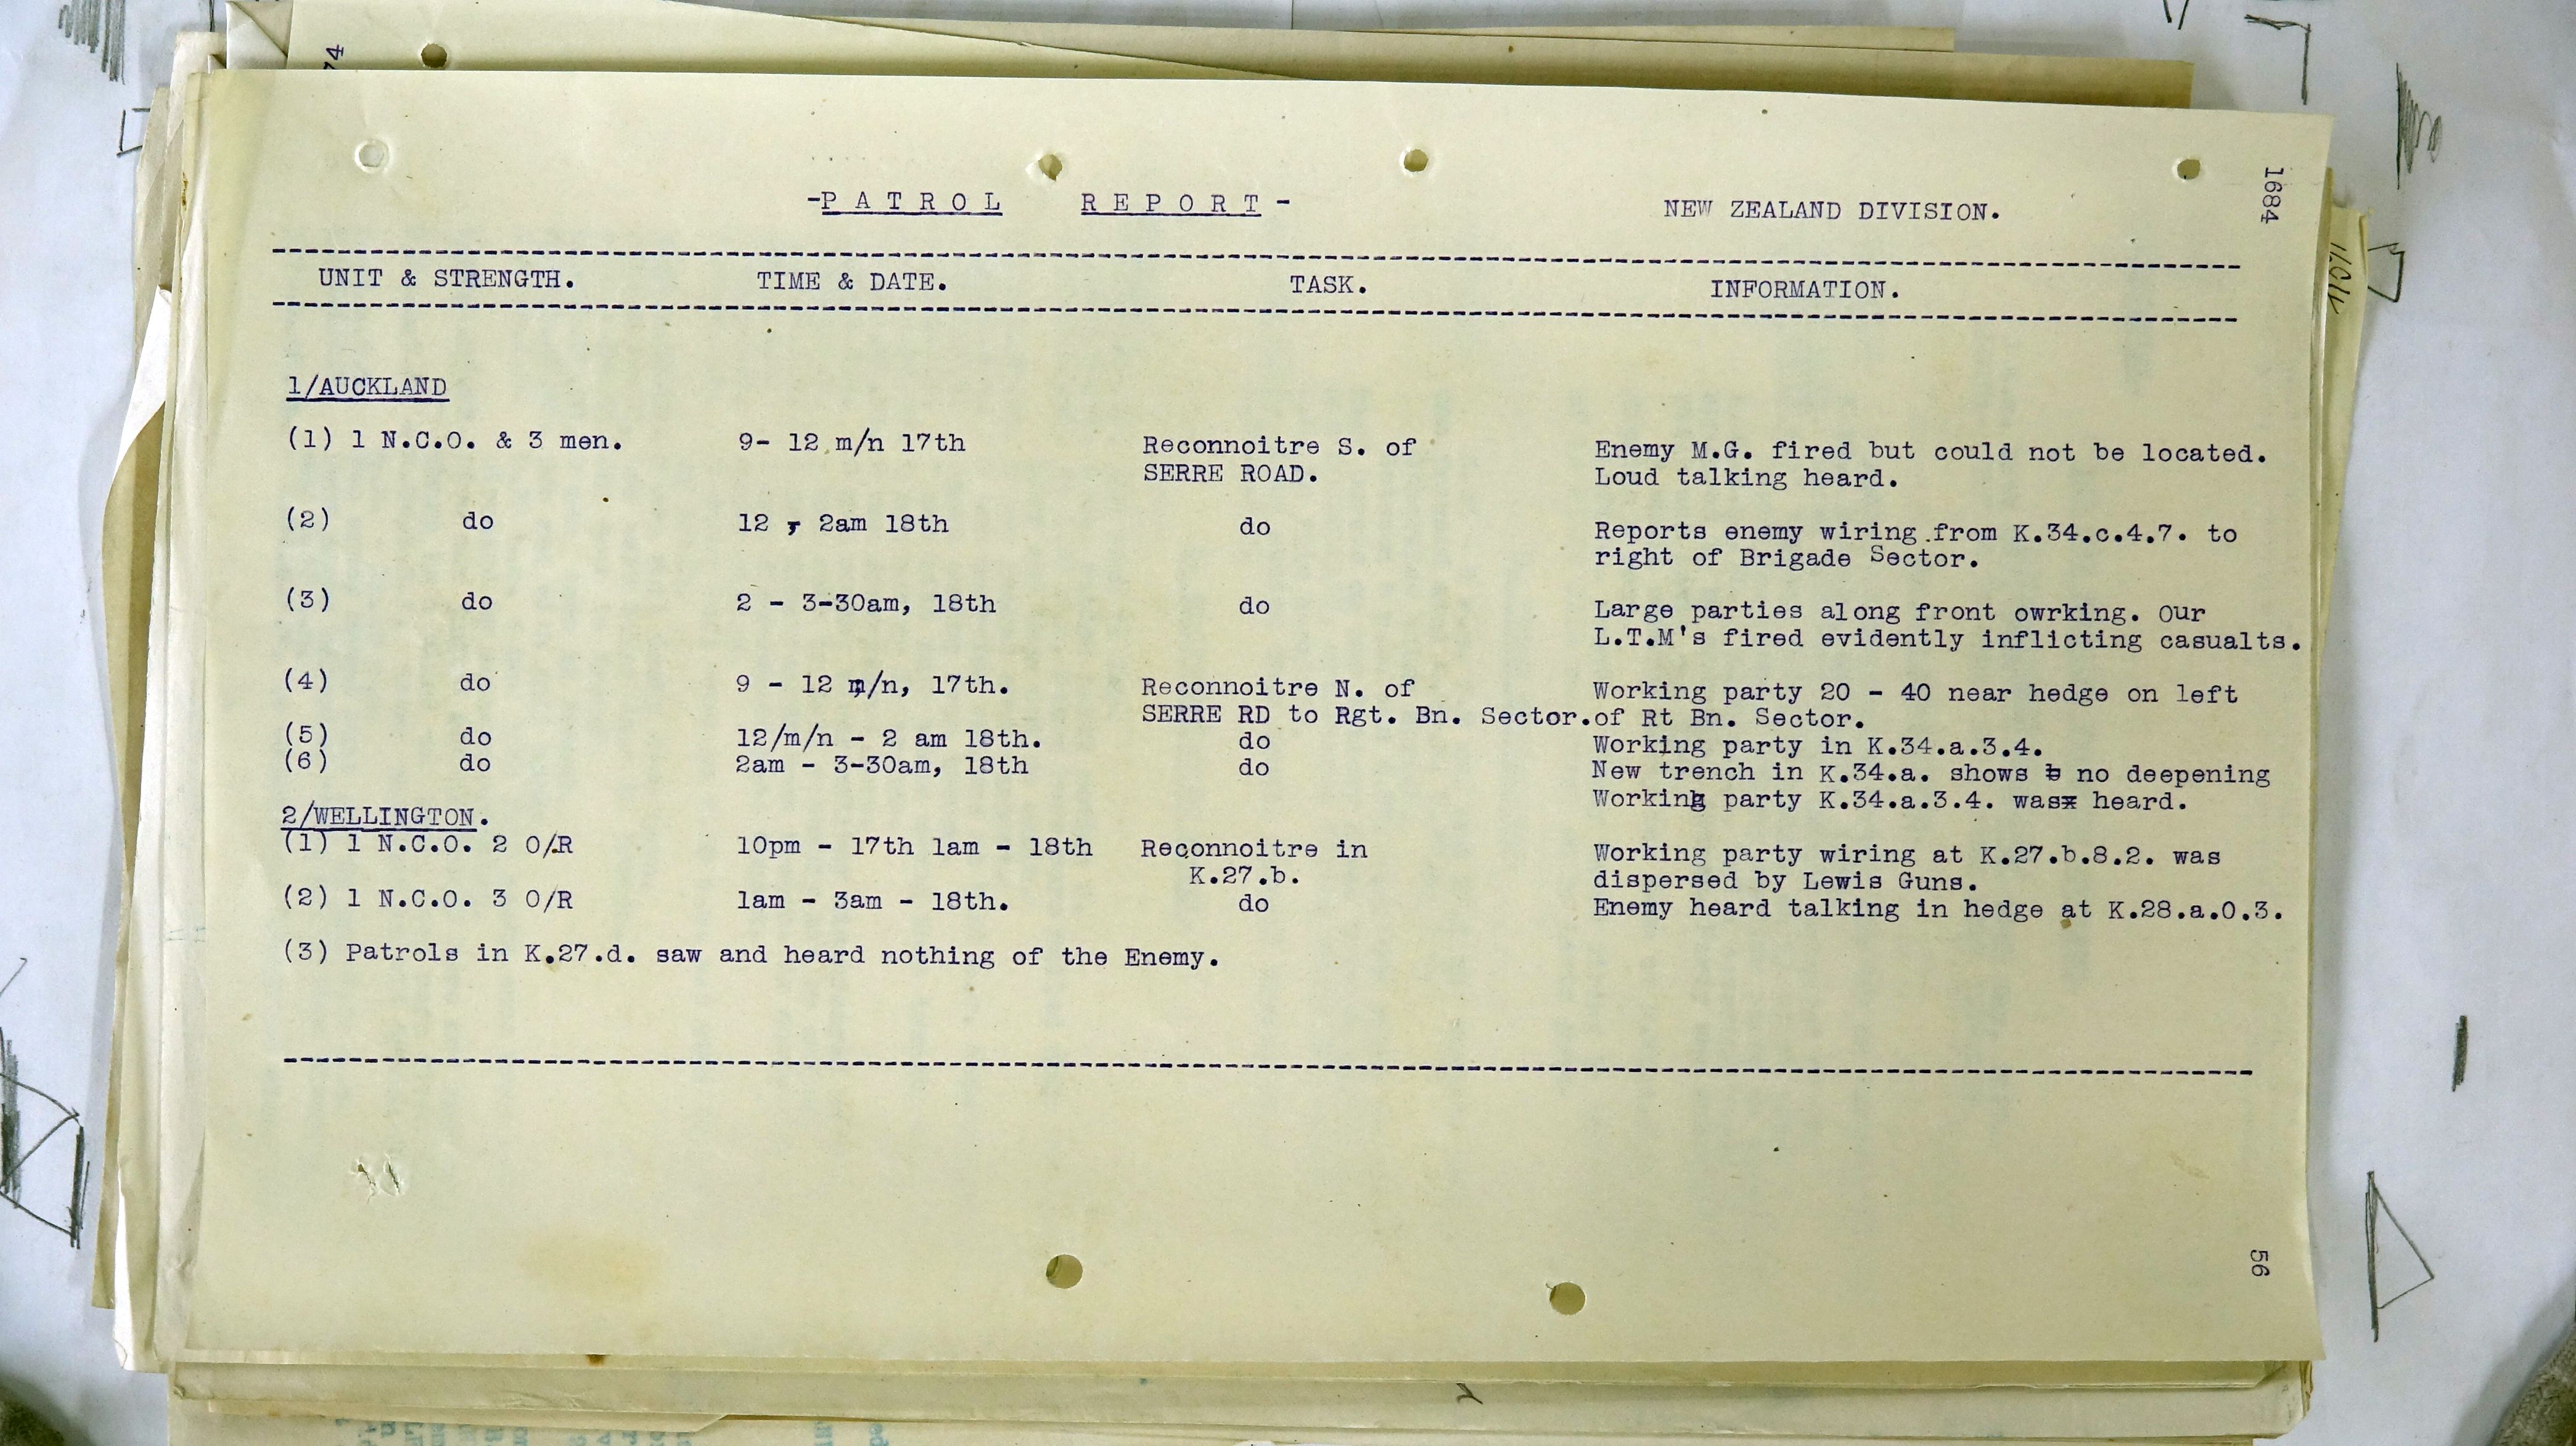 -PATROL REPORT-
NEW ZEALAND DIVISION.
1684
UNIT & STRENGTH. TIME & DATE. TASK. INFORMATION.
1/AUCKLAND
(1) 1 N.C.O. & 3 men. 9- 12 m/n 17th Reconnoitre S. of Enemy M.G. fired but could not be located.
SERRE ROAD. Loud talking heard.
(2) do 12 , 2am 18th do Reports enemy wiring from K.34.c.4.7. to
right of Brigade Sector.
(3) do 2 - 3-30am, 18th do Large parties along front owrking. Our
L.T.M's fired evidently inflicting casualts.
(4) do 9 - 12 m/n, 17th. Reconnoitre N. of Working party 20 - 40 near hedge on left
SERRE RD to Rgt. Bn. Sector. of Rt Bn. Sector.
(5) do 12/m/n - 2 am 18th. do Working party in K.34.a.3.4.
(6) do 2am - 3-30am, 18th do New trench in K.34.a. shows b no deepening
Working party K.34.a.3.4. wasx heard.
2/WELLINGTON.
(1) 1 N.C.O. 2 O/R 10pm - 17th 1am - 18th Reconnoitre in Working party wiring at K.27.b.8.2. was
K.27.b. dispersed by Lewis Guns.
(2) 1 N.C.O. 3 O/R 1am - 3am - 18th. do Enemy heard talking in hedge at K.28.a.0.3.
(3) Patrols in K.27.d. saw and heard nothing of the Enemy.
56